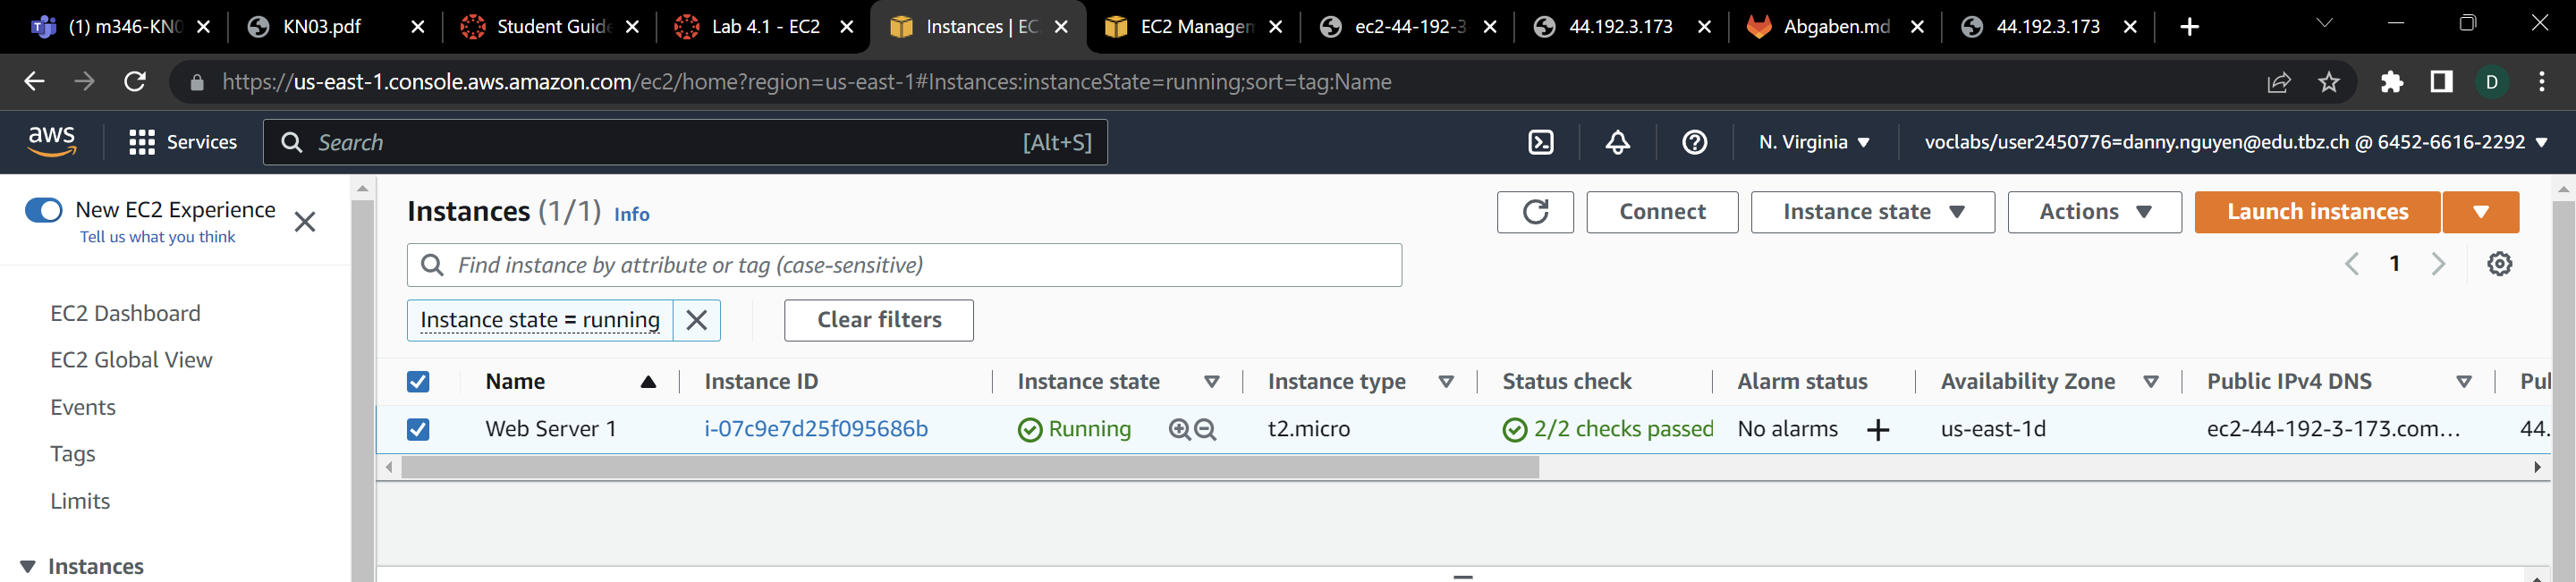 (1) m346-KN0
KN03.pdf
Student Guide
Lab 4.1 - EC2
Instances | EC
EC2 Managem
ec2-44-192-3
44.192.3.173
Abgaben.md
44.192.3.173
https://us-east-1.console.aws.amazon.com/ec2/home?region=us-east-1#Instances:instanceState=running;sort=tag:Name
D
aws
Services
Search
[Alt+S]
N. Virginia
voclabs/user2450776=danny.nguyen@edu.tbz.ch @ 6452-6616-2292
New EC2 Experience
Tell us what you think
EC2 Dashboard
EC2 Global View
Events
Tags
Limits
Instances
Instances (1/1) Info
Connect
Instance state
Actions
Launch instances
Find instance by attribute or tag (case-sensitive)
1
Instance state = running
Clear filters
Name Instance ID Instance state Instance type Status check Alarm status Availability Zone Public IPv4 DNS Pul
Web Server 1 i-07c9e7d25f095686b Running t2.micro 2/2 checks passed No alarms + us-east-1d ec2-44-192-3-173.com... 44.